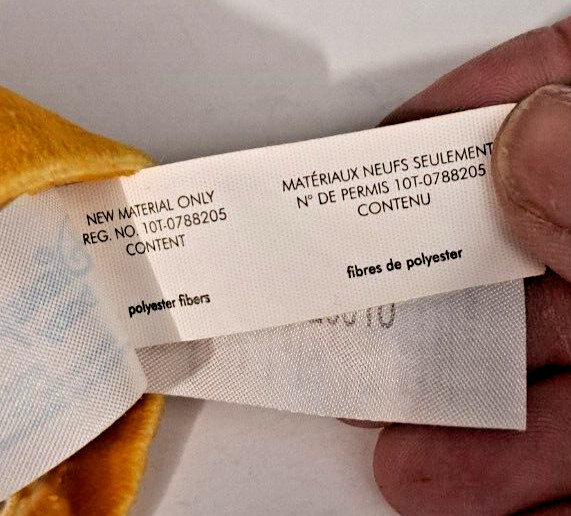 NEW MATERIAL ONLY
REG. NO. 10T-0788205
CONTENT
polyester fibers
MATÉRIAUX NEUFS SEULEMENT
N° DE PERMIS 10T-0788205
CONTENU
fibres de polyester